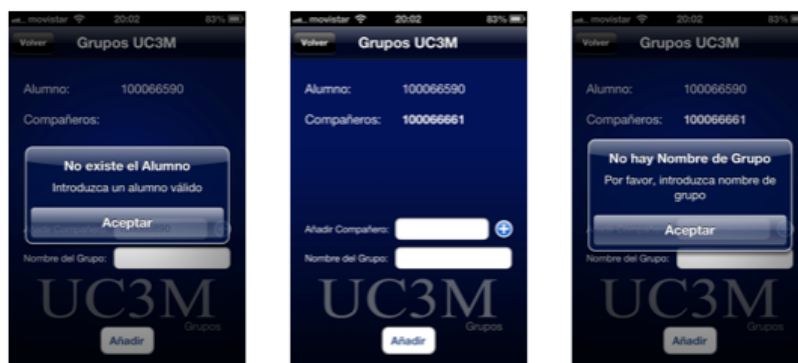 movistar 20:02 83%
Volver Grupos UC3M
Alumno: 100066590
Compañeros:
No existe el Alumno
Introduzca un alumno válido
Aceptar
Añadir Compañero:
Nombre del Grupo:
UC3M
Grupos
Añadir
movistar 20:02 83%
Volver Grupos UC3M
Alumno: 100066590
Compañeros: 100066661
Añadir Compañero:
Nombre del Grupo:
UC3M
Grupos
Añadir
movistar 20:02 83%
Volver Grupos UC3M
Alumno: 100066590
Compañeros: 100066661
No hay Nombre de Grupo
Por favor, introduzca nombre de
grupo
Aceptar
Nombre del Grupo:
UC3M
Grupos
Añadir